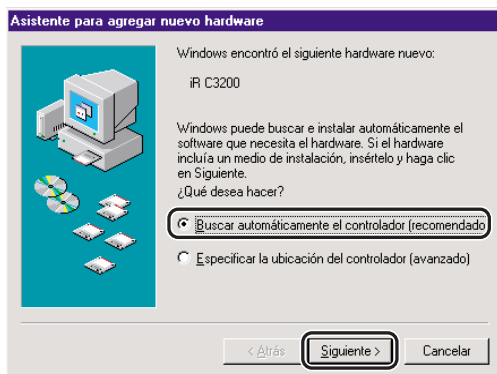 Asistente para agregar nuevo hardware
Windows encontró el siguiente hardware nuevo:
iR C3200
Windows puede buscar e instalar automáticamente el
software que necesita el hardware. Si el hardware
incluía un medio de instalación, insértelo y haga clic
en Siguiente.
¿Qué desea hacer?
Buscar automáticamente el controlador (recomendado
Especificar la ubicación del controlador (avanzado)
< Atrás
Siguiente >
Cancelar